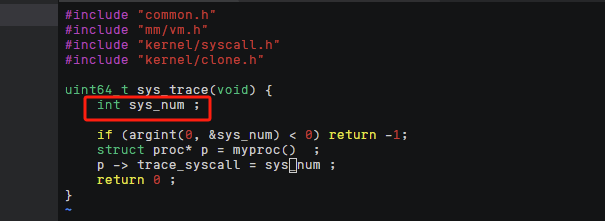 #include "common.h"
#include "mm/vm.h"
#include "kernel/syscall.h"
#include "kernel/clone.h"
uint64_t sys_trace(void) {
int sys_num ;
if (argint(0, &sys_num) < 0) return -1;
struct proc* p = myproc()  ;
p -> trace_syscall = sys_num ;
return 0 ;
}
~